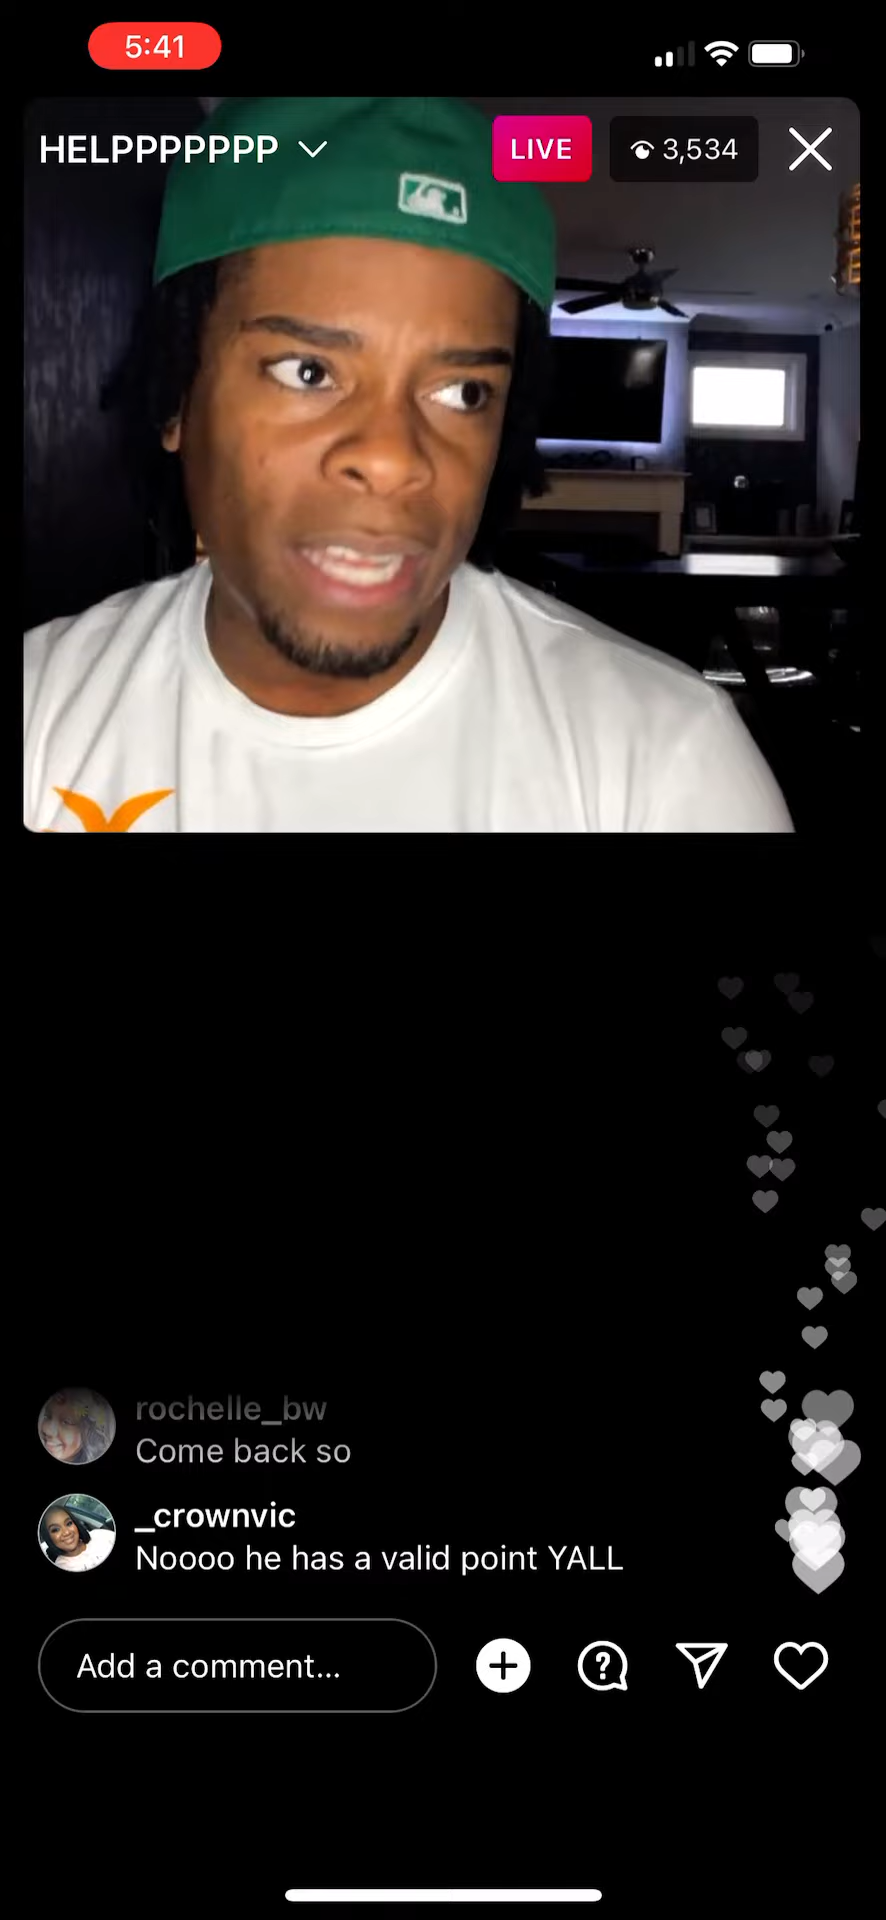 5:41
HELPPPPPPP
LIVE
3,534
rochelle_bw
Come back so
_crownvic
Noooo he has a valid point YALL
Add a comment...